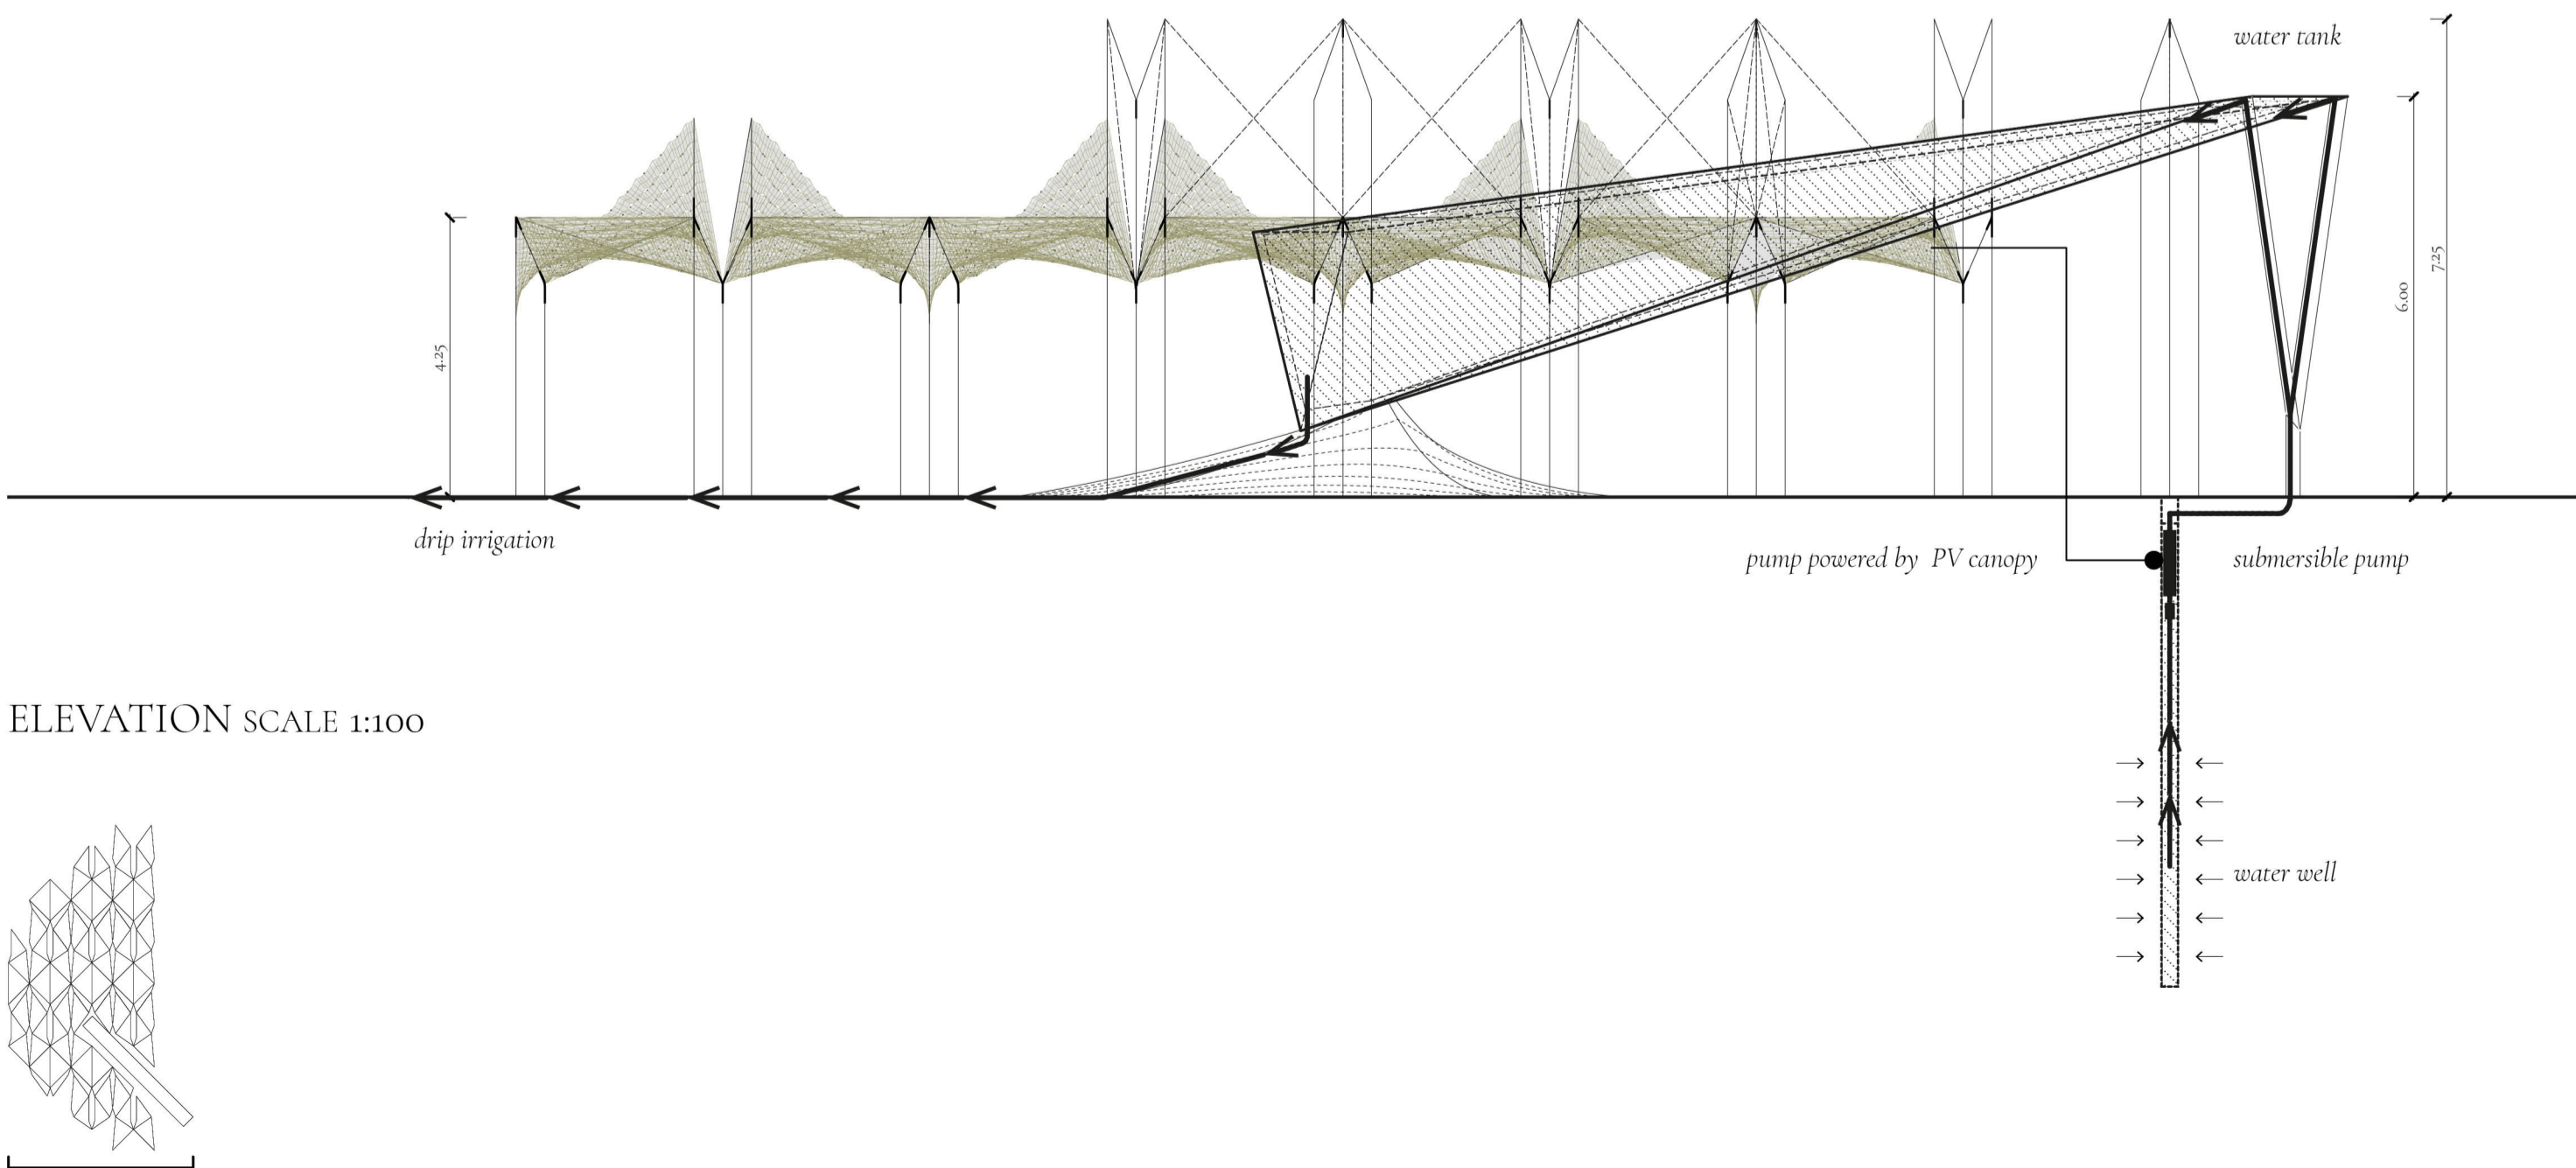 water tank
7.25
6.00
4.25
drip irrigation
pump powered by PV canopy
submersible pump
ELEVATION SCALE 1:100
water well